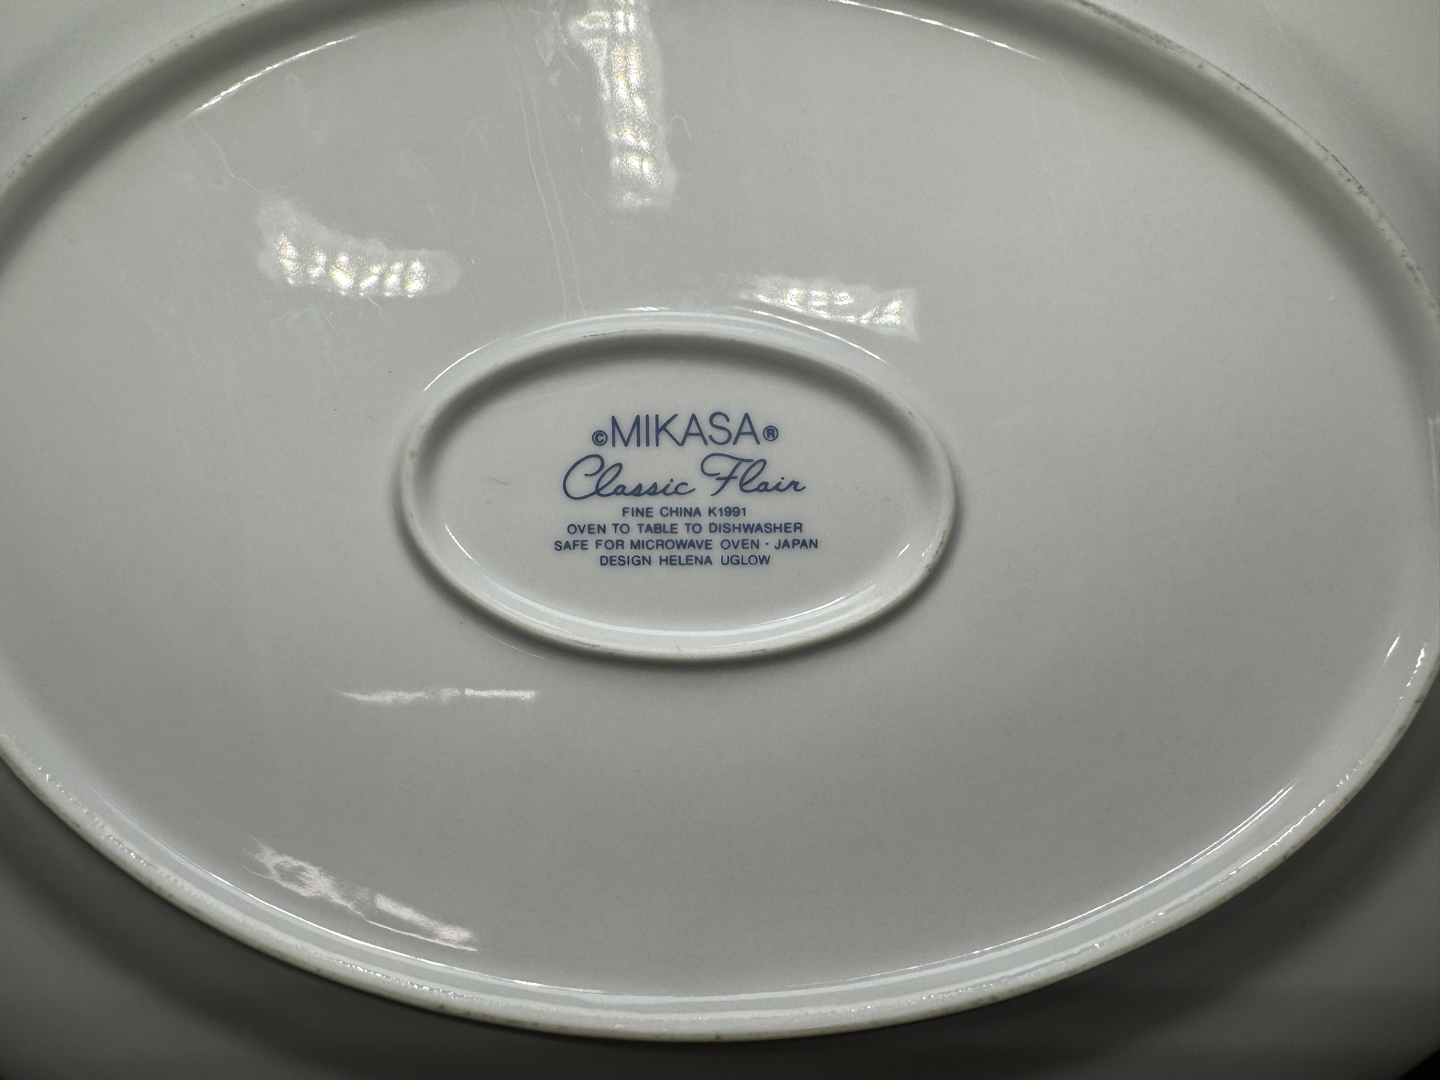 ©MIKASA®
Classic Flair
FINE CHINA K1991
OVEN TO TABLE TO DISHWASHER
SAFE FOR MICROWAVE OVEN · JAPAN
DESIGN HELENA UGLOW